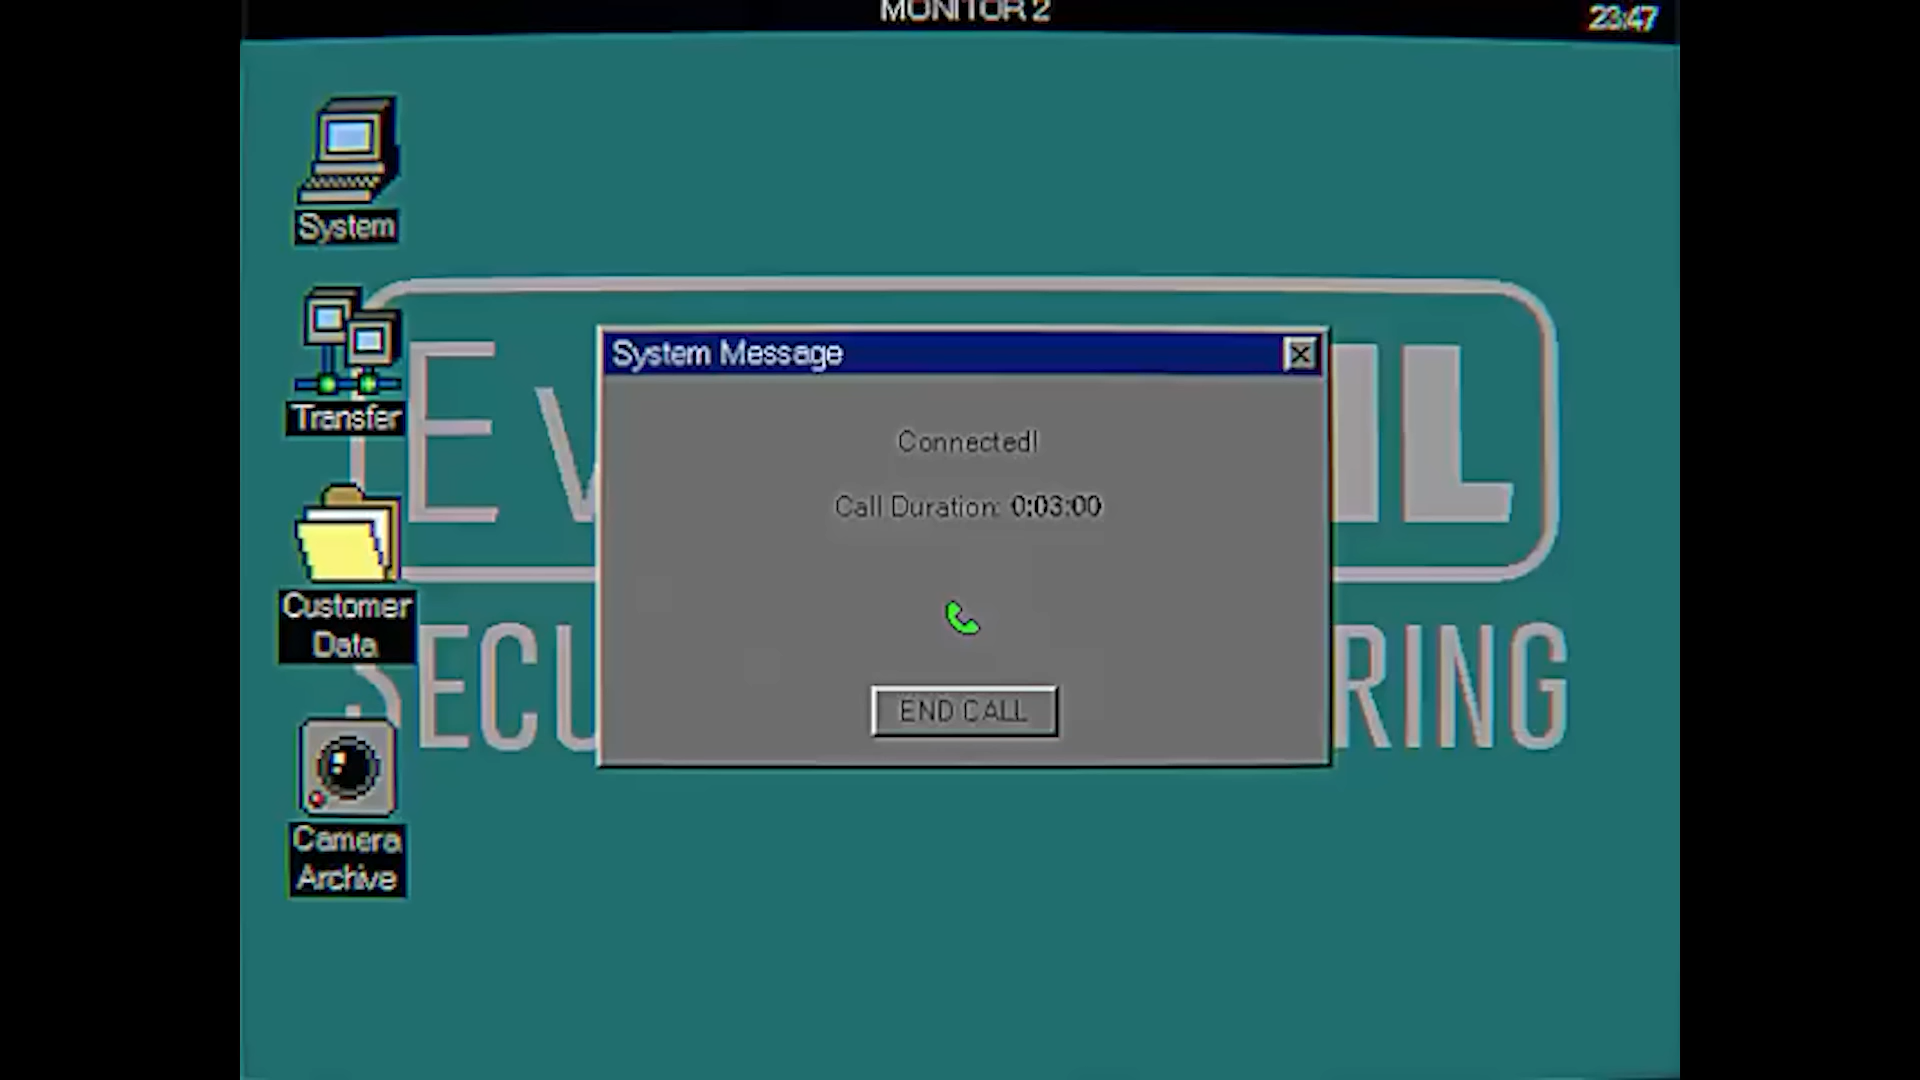 MONITOR 2
23:47
System
Transfer
System Message
Connected!
Call Duration: 0:03:00
END CALL
Customer
Data
Camera
Archive